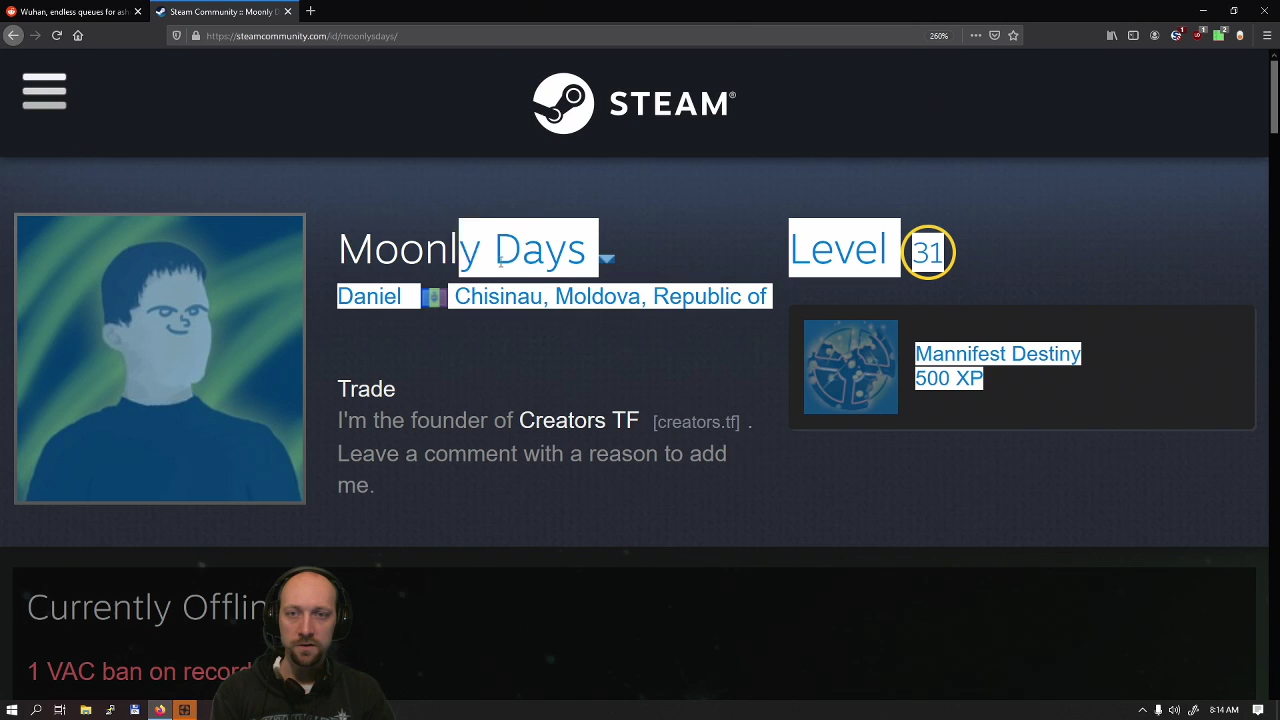 Wuhan, endless queues for ash
Steam Community :: Moonly D
https://steamcommunity.com/id/moonlysdays/
260%
STEAM®
Moonly Days
Level 31
Daniel Chisinau, Moldova, Republic of
Mannifest Destiny
500 XP
Trade
I'm the founder of Creators TF [creators.tf] .
Leave a comment with a reason to add
me.
Currently Offlin
1 VAC ban on record
8:14 AM